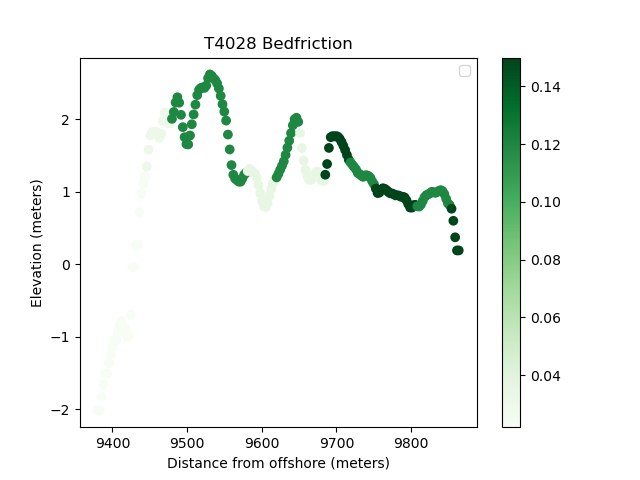 T4028 Bedfriction
Elevation (meters)
2
1
0
−1
−2
9400 9500 9600 9700 9800
Distance from offshore (meters)
0.14
0.12
0.10
0.08
0.06
0.04